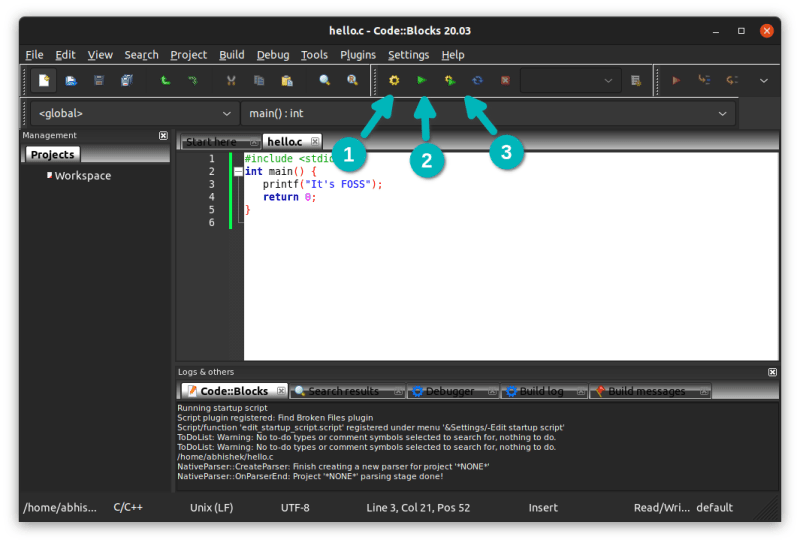 hello.c - Code::Blocks 20.03
File Edit View Search Project Build Debug Tools Plugins Settings Help
<global> main() : int
Management
Start here hello.c
Projects
Workspace
1 2 3
1 #include <stdio
2 int main() {
3 printf("It's FOSS");
4 return 0;
5 }
6
Logs & others
Code::Blocks Search results Debugger Build log Build messages
Running startup script
Script plugin registered: Find Broken Files plugin
Script/function 'edit_startup_script.script' registered under menu '&Settings/-Edit startup script'
ToDoList: Warning: No to-do types or comment symbols selected to search for, nothing to do.
ToDoList: Warning: No to-do types or comment symbols selected to search for, nothing to do.
/home/abhishek/hello.c
NativeParser::CreateParser: Finish creating a new parser for project '*NONE*'
NativeParser::OnParserEnd: Project '*NONE*' parsing stage done!
/home/abhis... C/C++ Unix (LF) UTF-8 Line 3, Col 21, Pos 52 Insert Read/Wri... default